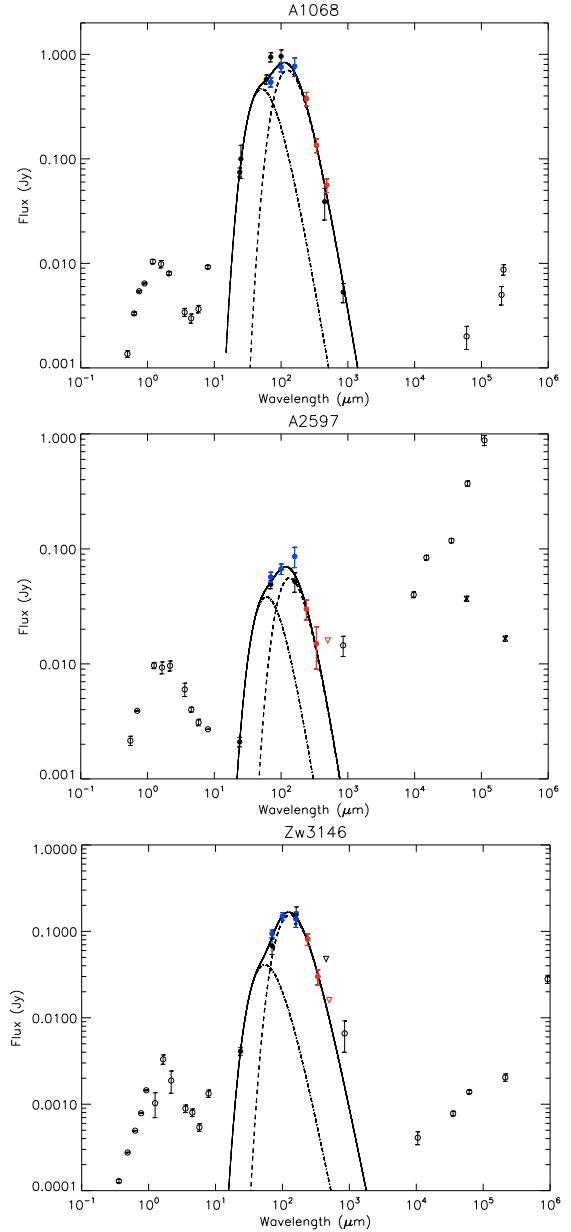 A1068
1.000
0.100
0.010
0.001
Flux (Jy)
10⁻¹ 10⁰ 10¹ 10² 10³ 10⁴ 10⁵ 10⁶
Wavelength (μm)
A2597
1.000
0.100
0.010
0.001
Flux (Jy)
10⁻¹ 10⁰ 10¹ 10² 10³ 10⁴ 10⁵ 10⁶
Wavelength (μm)
Zw3146
1.0000
0.1000
0.0100
0.0010
0.0001
Flux (Jy)
10⁻¹ 10⁰ 10¹ 10² 10³ 10⁴ 10⁵ 10⁶
Wavelength (μm)